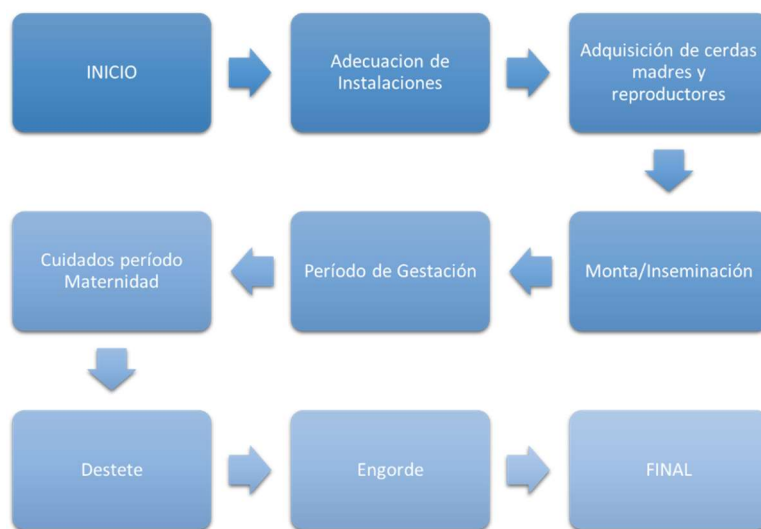 INICIO
Adecuacion de
Instalaciones
Adquisición de cerdas
madres y
reproductores
Monta/Inseminación
Período de Gestación
Cuidados período
Maternidad
Destete
Engorde
FINAL